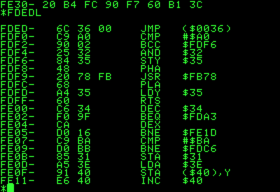 FE30- 20 B4 FC 90 F7 60 B1 3C
*FDEDL
FDED- 6C 36 00 JMP ($0036)
FDF0- C9 A0 CMP #$A0
FDF2- 90 02 BCC $FDF6
FDF4- 25 32 AND $32
FDF6- 84 35 STY $35
FDF8- 48 PHA
FDF9- 20 78 FB JSR $FB78
FDFC- 68 PLA
FDFD- A4 35 LDY $35
FDFF- 60 RTS
FE00- C6 34 DEC $34
FE02- F0 9F BEQ $FDA3
FE04- CA DEX
FE05- D0 16 BNE $FE1D
FE07- C9 BA CMP #$BA
FE09- D0 BB BNE $FDC6
FE0B- 85 31 STA $31
FE0D- A5 3E LDA $3E
FE0F- 91 40 STA ($40),Y
FE11- E6 40 INC $40
*